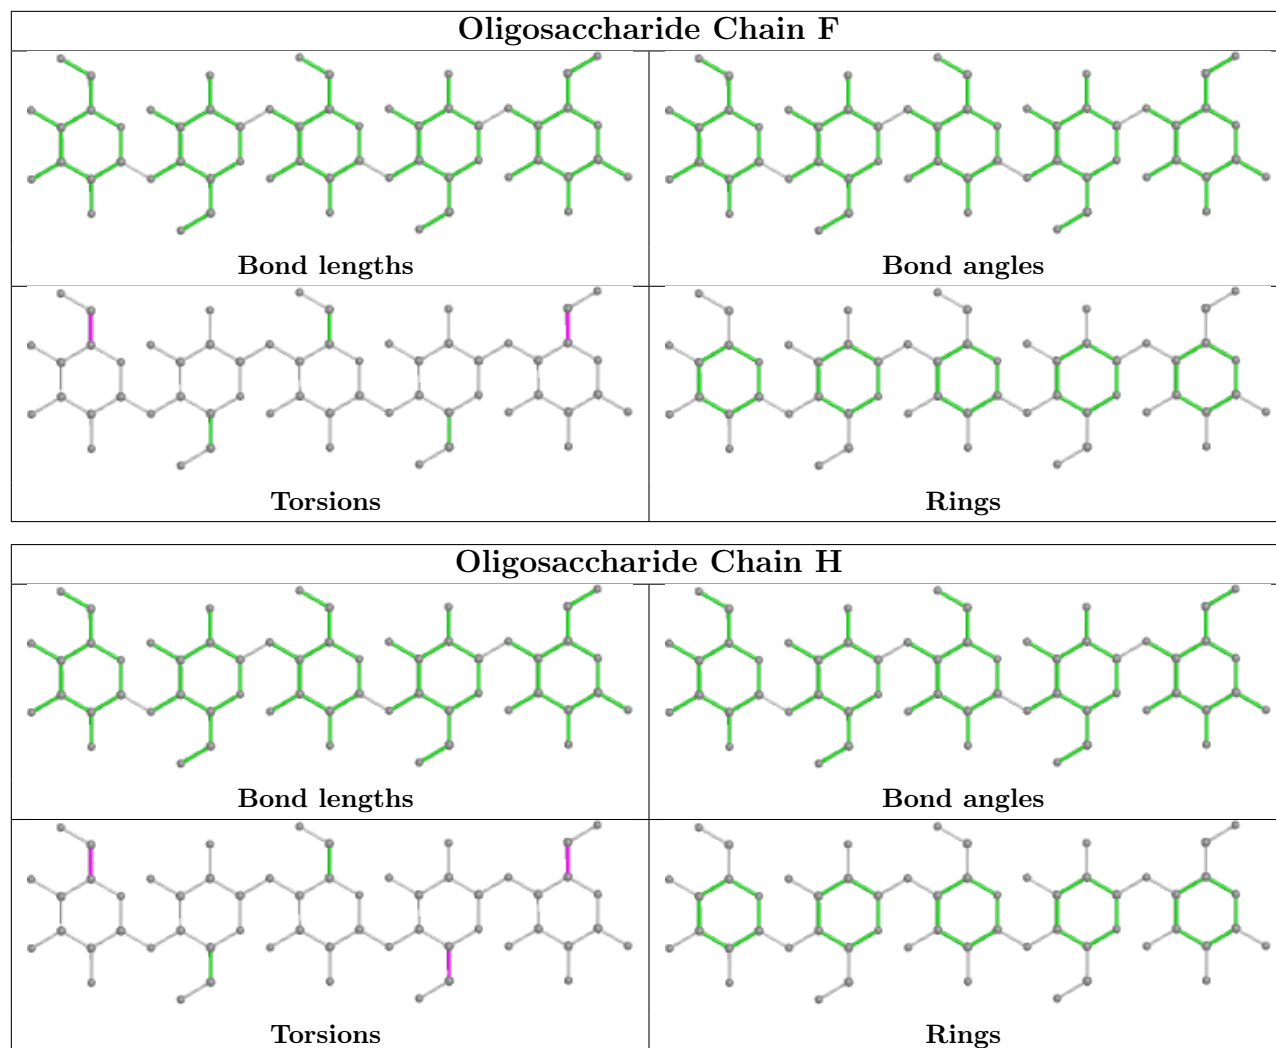 Oligosaccharide Chain F
Bond lengths
Bond angles
Torsions
Rings
Oligosaccharide Chain H
Bond lengths
Bond angles
Torsions
Rings